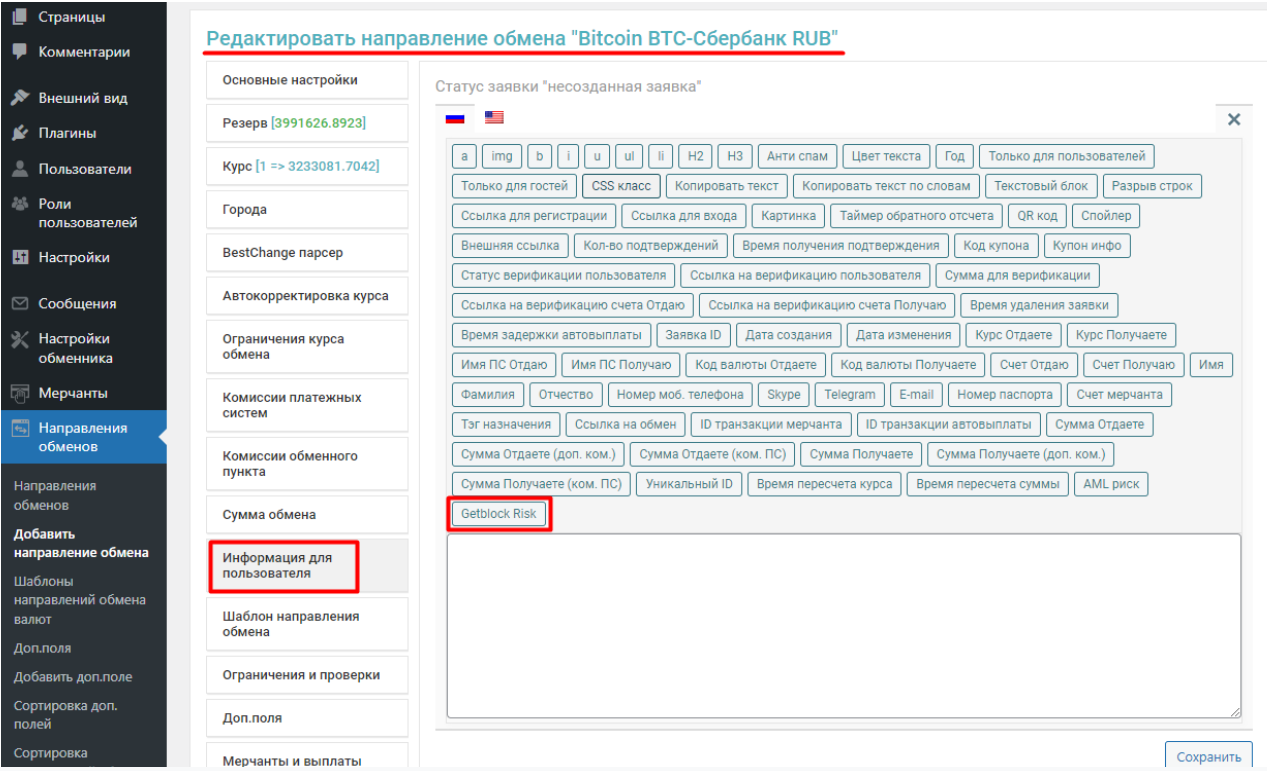 Страницы
Комментарии
Внешний вид
Плагины
Пользователи
Роли
пользователей
Настройки
Сообщения
Настройки
обменника
Мерчанты
Направления
обменов
Направления
обменов
Добавить
направление обмена
Шаблоны
направлений обмена
валют
Доп.поля
Добавить доп.поле
Сортировка доп.
полей
Сортировка
Редактировать направление обмена "Bitcoin BTC-Сбербанк RUB"
Основные настройки
Резерв [3991626.8923]
Курс [1 => 3233081.7042]
Города
BestChange парсер
Автокорректировка курса
Ограничения курса
обмена
Комиссии платежных
систем
Комиссии обменного
пункта
Сумма обмена
Информация для
пользователя
Шаблон направления
обмена
Ограничения и проверки
Доп.поля
Мерчанты и выплаты
Статус заявки "несозданная заявка"
a img b i u ul li H2 H3 Анти спам Цвет текста Год Только для пользователей
Только для гостей CSS класс Копировать текст Копировать текст по словам Текстовый блок Разрыв строк
Ссылка для регистрации Ссылка для входа Картинка Таймер обратного отсчета QR код Спойлер
Внешняя ссылка Кол-во подтверждений Время получения подтверждения Код купона Купон инфо
Статус верификации пользователя Ссылка на верификацию пользователя Сумма для верификации
Ссылка на верификацию счета Отдаю Ссылка на верификацию счета Получаю Время удаления заявки
Время задержки автовыплаты Заявка ID Дата создания Дата изменения Курс Отдаете Курс Получаете
Имя ПС Отдаю Имя ПС Получаю Код валюты Отдаете Код валюты Получаете Счет Отдаю Счет Получаю Имя
Фамилия Отчество Номер моб. телефона Skype Telegram E-mail Номер паспорта Счет мерчанта
Тэг назначения Ссылка на обмен ID транзакции мерчанта ID транзакции автовыплаты Сумма Отдаете
Сумма Отдаете (доп. ком.) Сумма Отдаете (ком. ПС) Сумма Получаете Сумма Получаете (доп. ком.)
Сумма Получаете (ком. ПС) Уникальный ID Время пересчета курса Время пересчета суммы AML риск
Getblock Risk
Сохранить